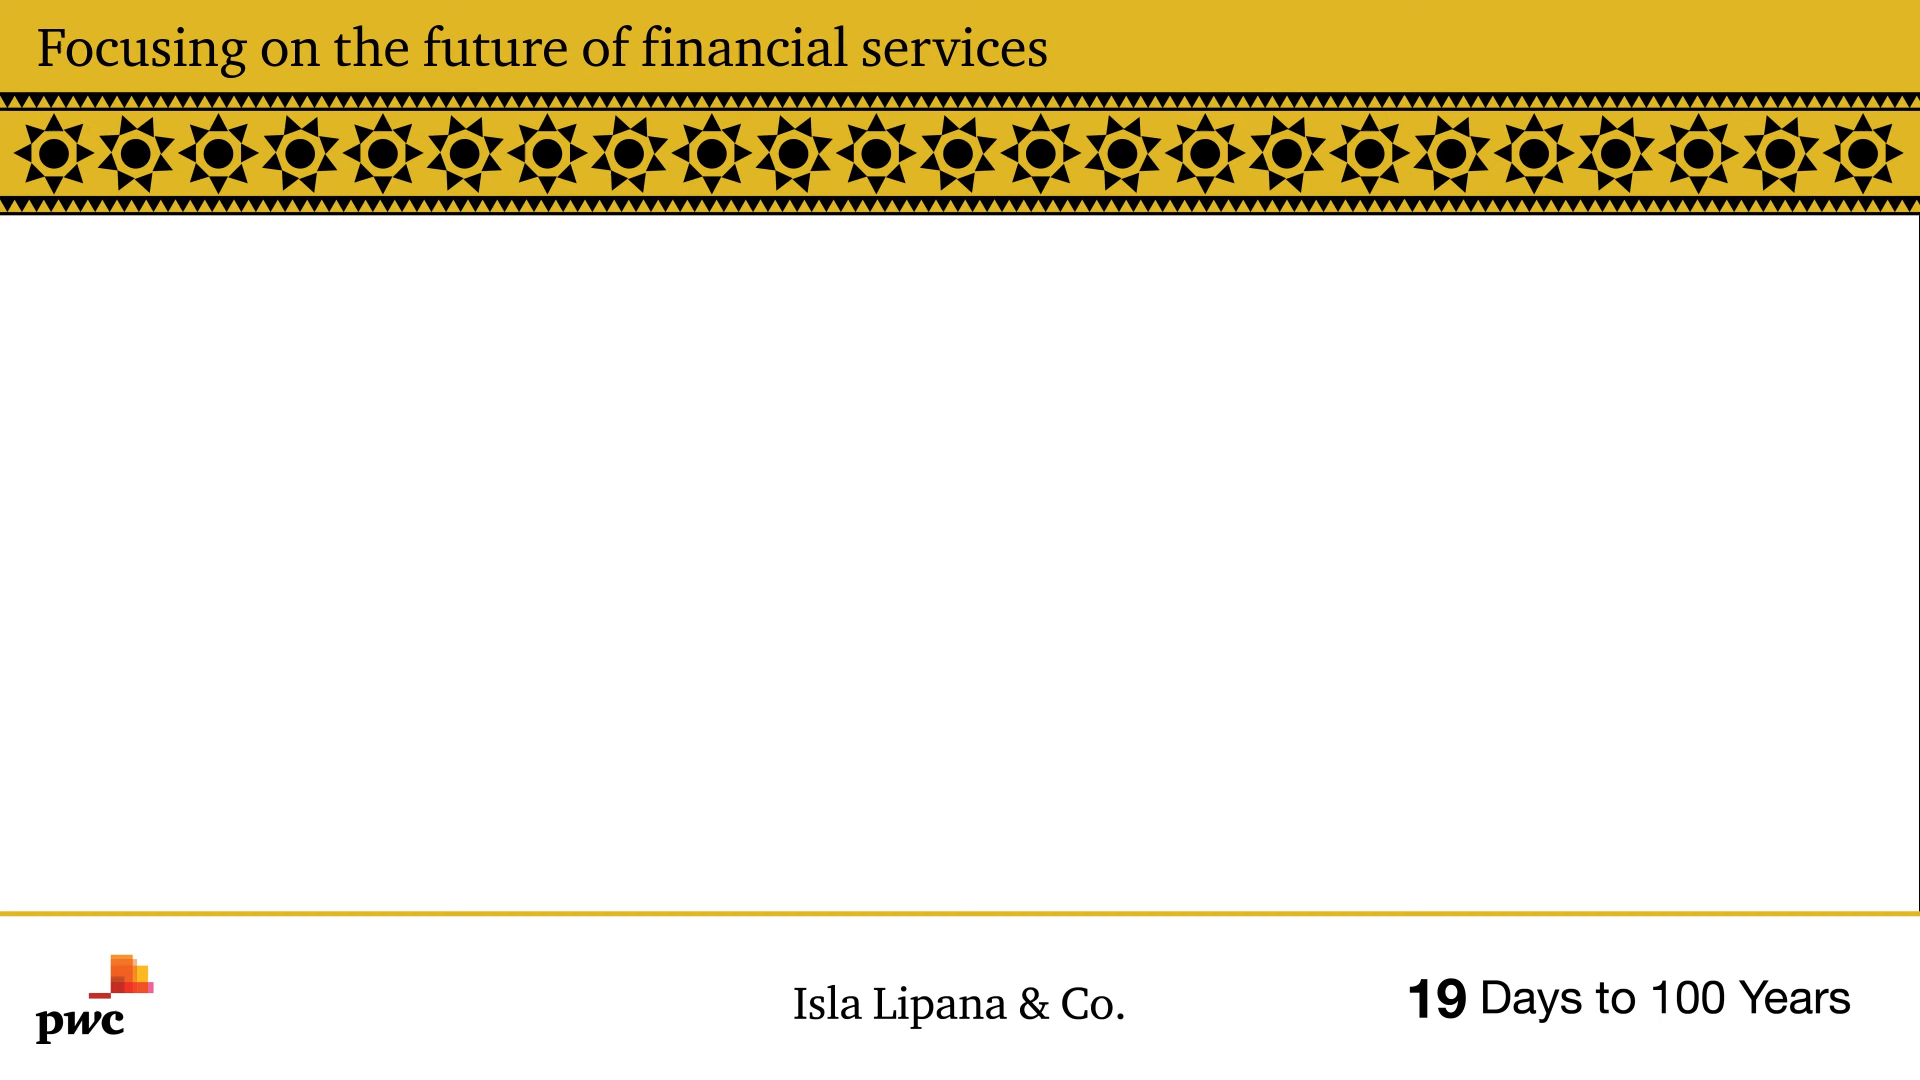 Focusing on the future of financial services
pwc
Isla Lipana & Co.
19 Days to 100 Years